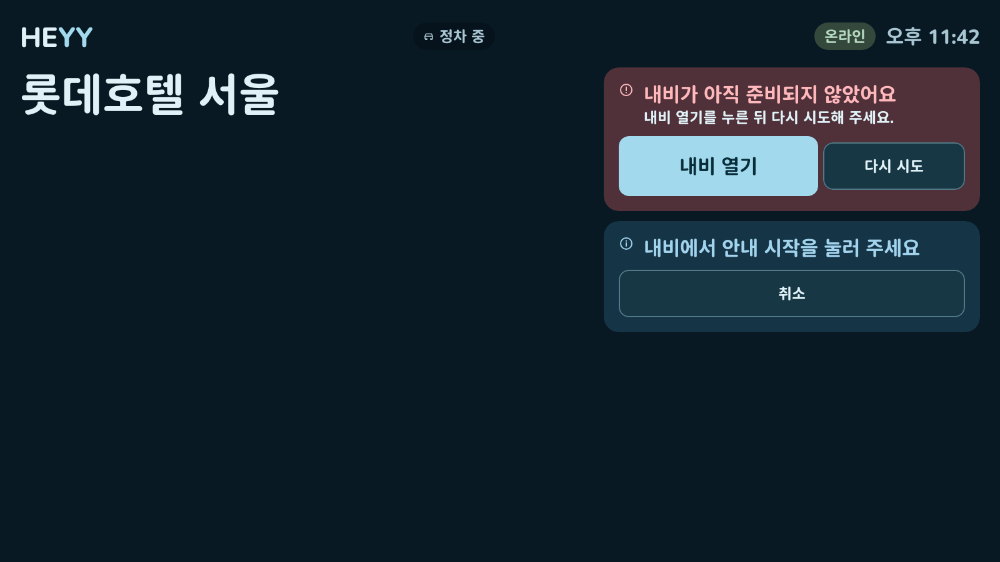 HEYY
정차 중
온라인
오후 11:42
롯데호텔 서울
내비가 아직 준비되지 않았어요
내비 열기를 누른 뒤 다시 시도해 주세요.
내비 열기
다시 시도
내비에서 안내 시작을 눌러 주세요
취소